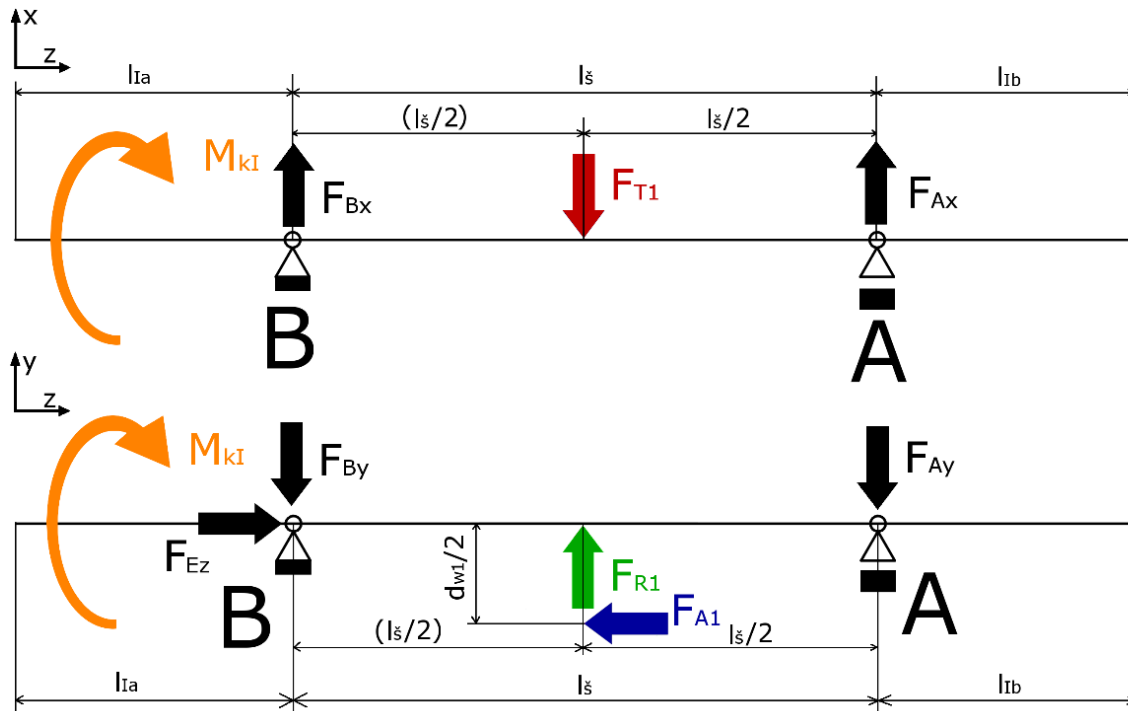 x
z
lIa
lš
lIb
(lš/2)
lš/2
MkI
FBx
FT1
FAx
B
A
y
z
MkI
FBy
FAy
FEz
dw1/2
FR1
FA1
B
A
(lš/2)
lš/2
lIa
lš
lIb